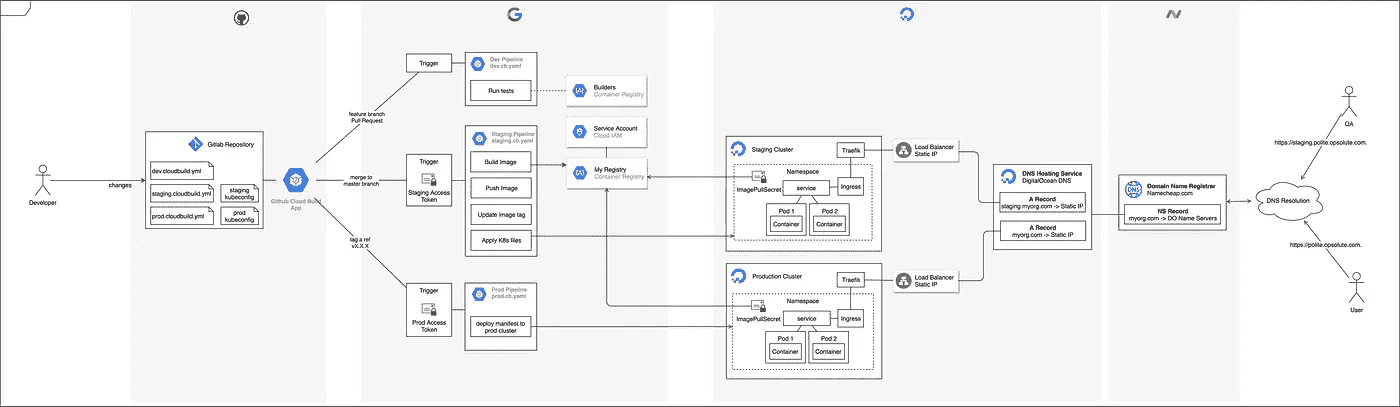 Developer
changes
Gitlab Repository
dev.cloudbuild.yml
staging.cloudbuild.yml
staging
kubeconfig
prod.cloudbuild.yml
prod
kubeconfig
Github Cloud Build
App
feature branch
Pull Request
merge to
master branch
tag a ref
vX.X.X
Trigger
Dev Pipeline
dev.cb.yaml
Run tests
Builders
Container Registry
Service Account
Cloud IAM
My Registry
Container Registry
Trigger
Staging Access
Token
Staging Pipeline
staging.cb.yaml
Build Image
Push Image
Update image tag
Apply K8s files
Trigger
Prod Access
Token
Prod Pipeline
prod.cb.yaml
deploy manifest to
prod cluster
Staging Cluster
Traefik
Namespace
ImagePullSecret
service
Ingress
Pod 1
Container
Pod 2
Container
Production Cluster
Traefik
Namespace
ImagePullSecret
service
Ingress
Pod 1
Container
Pod 2
Container
Load Balancer
Static IP
Load Balancer
Static IP
DNS Hosting Service
DigitalOcean DNS
A Record
staging.myorg.com -> Static IP
A Record
myorg.com -> Static IP
Domain Name Registrar
Namecheap.com
NS Record
myorg.com -> DO Name Servers
DNS Resolution
QA
https://staging.polite.opsolute.com.
https://polite.opsolute.com.
User